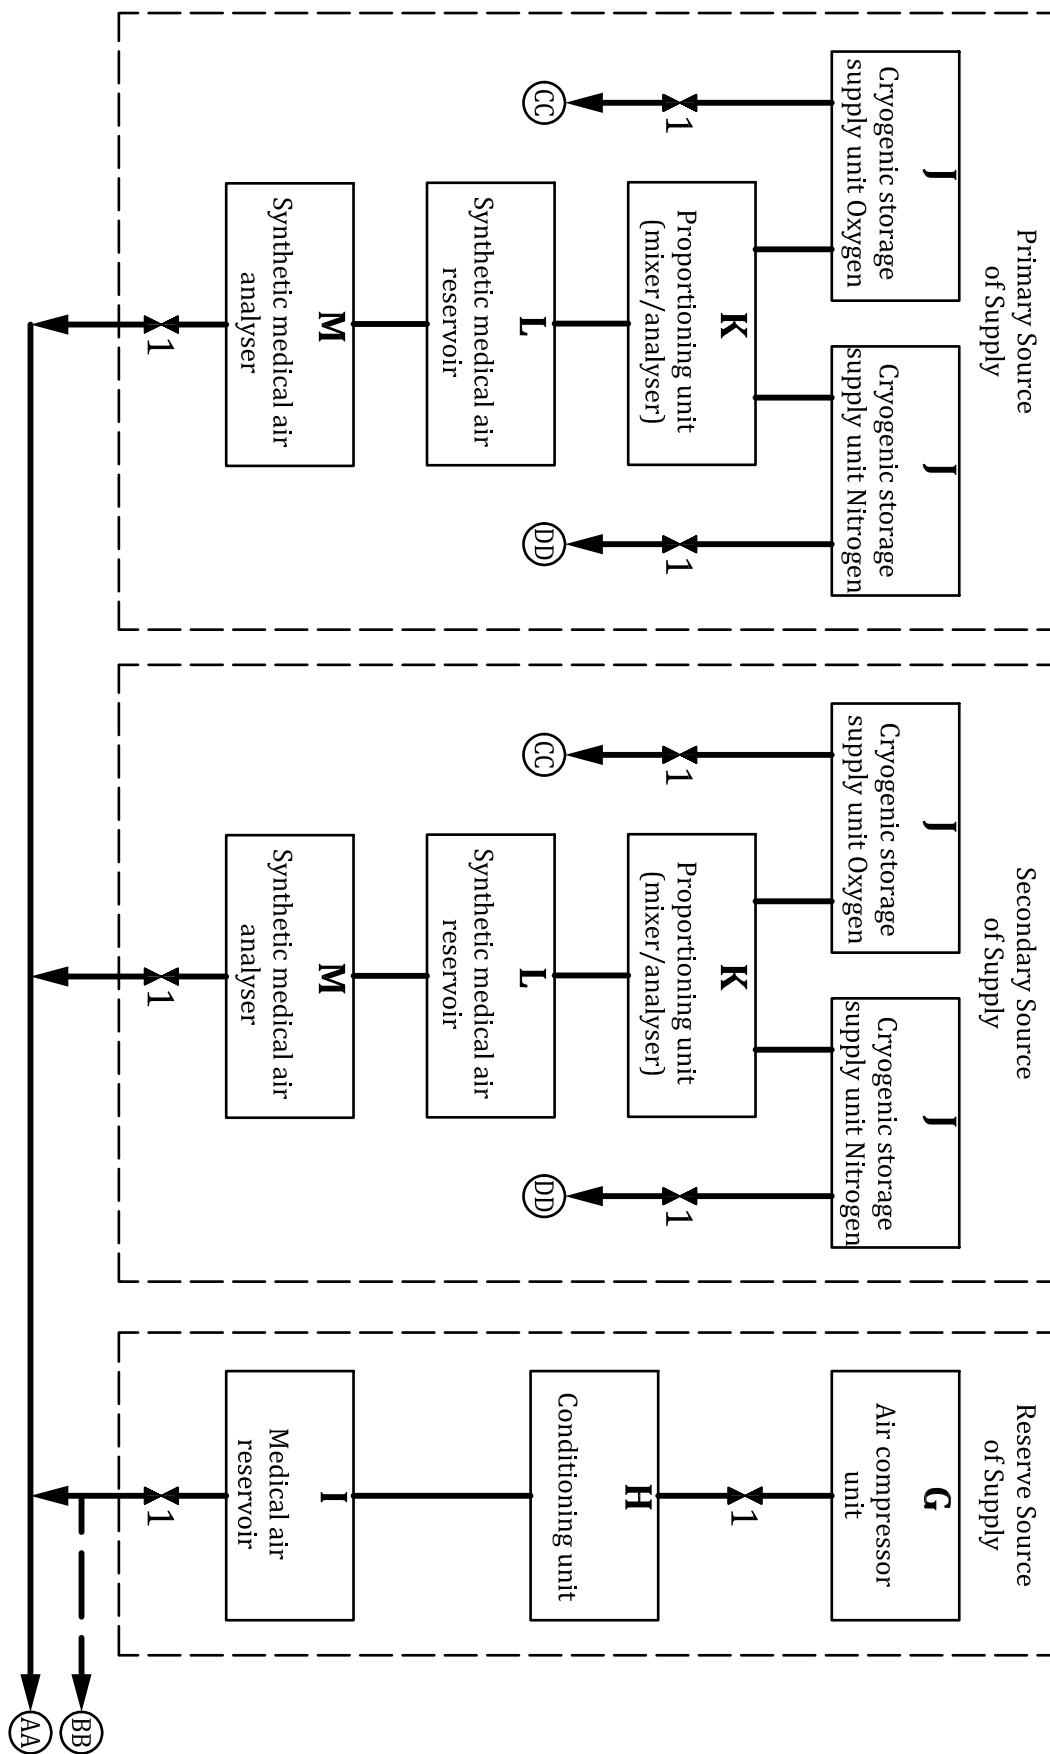 Primary Source
of Supply
J
Cryogenic storage
supply unit Oxygen
J
Cryogenic storage
supply unit Nitrogen
1
CC
1
DD
K
Proportioning unit
(mixer/analyser)
L
Synthetic medical air
reservoir
M
Synthetic medical air
analyser
1
Secondary Source
of Supply
J
Cryogenic storage
supply unit Oxygen
J
Cryogenic storage
supply unit Nitrogen
1
CC
1
DD
K
Proportioning unit
(mixer/analyser)
L
Synthetic medical air
reservoir
M
Synthetic medical air
analyser
1
Reserve Source
of Supply
G
Air compressor
unit
1
H
Conditioning unit
I
Medical air
reservoir
1
BB
AA